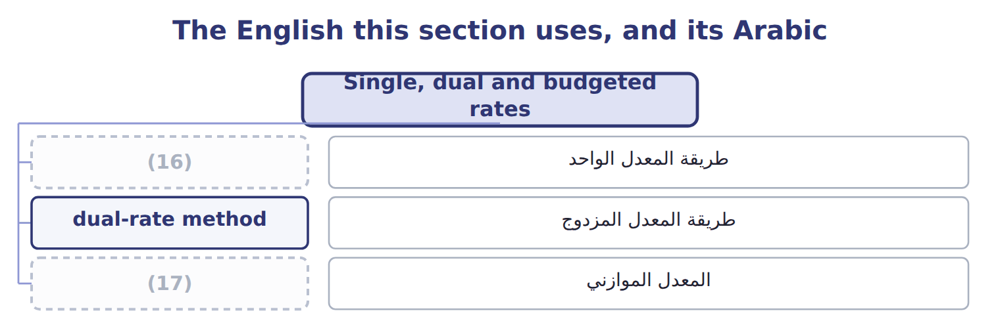 The English this section uses, and its Arabic
Single, dual and budgeted
rates
(16)
طريقة المعدل الواحد
dual-rate method
طريقة المعدل المزدوج
(17)
المعدل الموازني